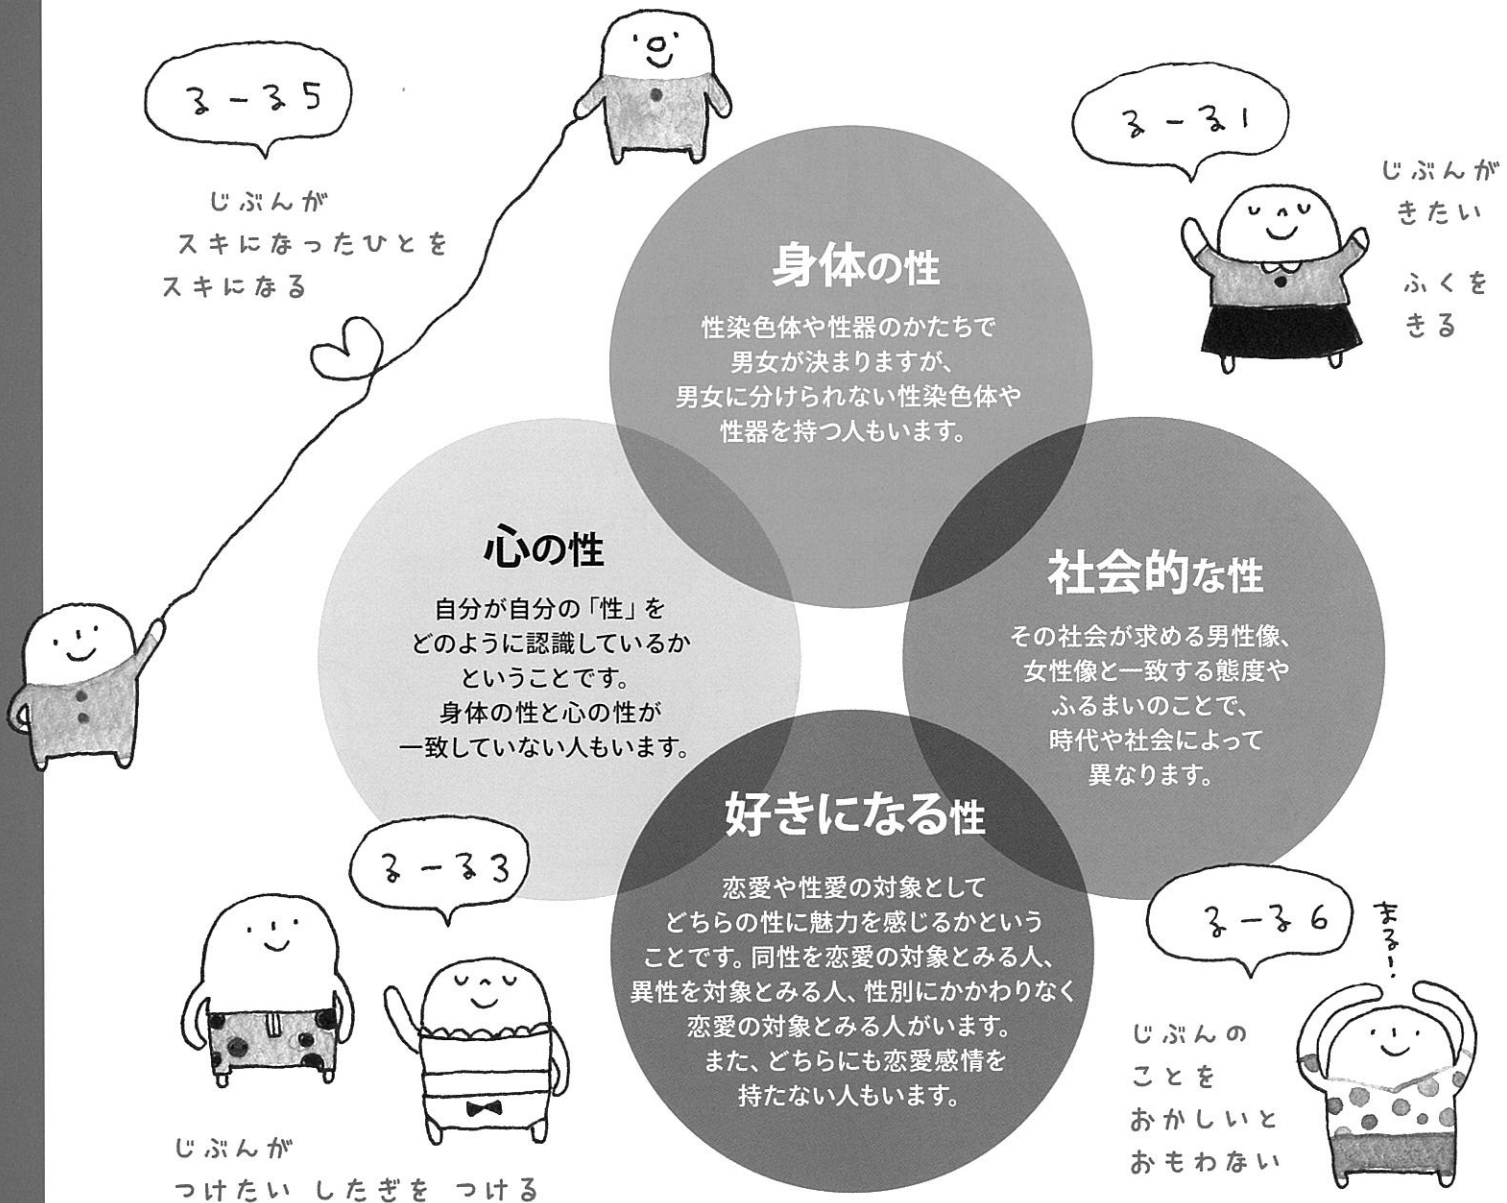 るーる5
じぶんが
スキになったひとを
スキになる
るーる1
じぶんが
きたい
ふくを
きる
身体の性
性染色体や性器のかたちで
男女が決まりますが、
男女に分けられない性染色体や
性器を持つ人もいます。
心の性
自分が自分の「性」を
どのように認識しているか
ということです。
身体の性と心の性が
一致していない人もいます。
社会的な性
その社会が求める男性像、
女性像と一致する態度や
ふるまいのことで、
時代や社会によって
異なります。
好きになる性
恋愛や性愛の対象として
どちらの性に魅力を感じるかという
ことです。同性を恋愛の対象とみる人、
異性を対象とみる人、性別にかかわりなく
恋愛の対象とみる人がいます。
また、どちらにも恋愛感情を
持たない人もいます。
るーる3
じぶんが
つけたい したぎを つける
るーる6
まる!
じぶんの
ことを
おかしいと
おもわない